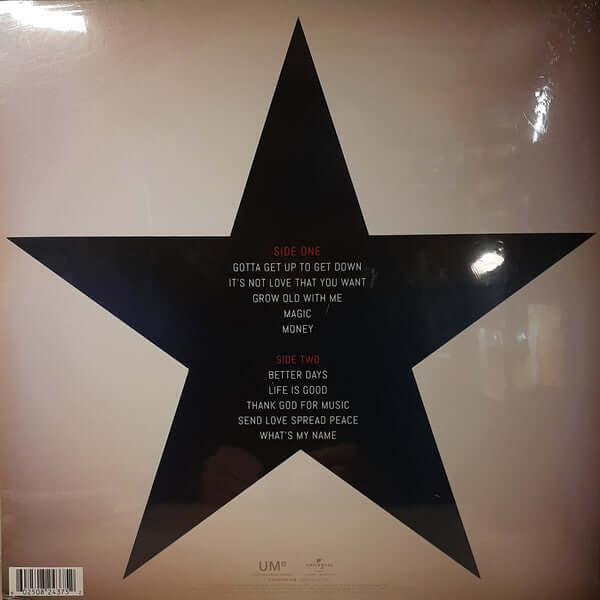 SIDE ONE
GOTTA GET UP TO GET DOWN
IT'S NOT LOVE THAT YOU WANT
GROW OLD WITH ME
MAGIC
MONEY
SIDE TWO
BETTER DAYS
LIFE IS GOOD
THANK GOD FOR MUSIC
SEND LOVE SPREAD PEACE
WHAT'S MY NAME
UMe
UNIVERSAL